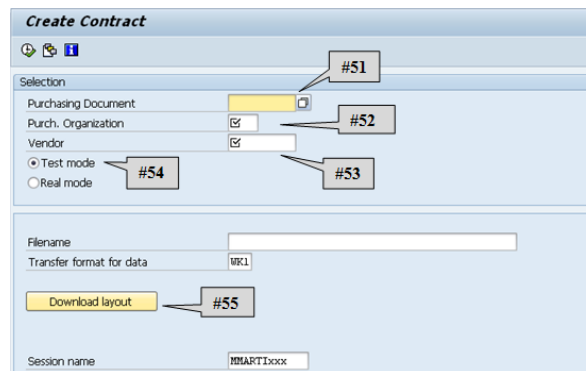 Create Contract
#51
Selection
Purchasing Document
Purch. Organization
#52
Vendor
Test mode
#54
#53
Real mode
Filename
Transfer format for data WK1
Download layout
#55
Session name MMARTIxxx